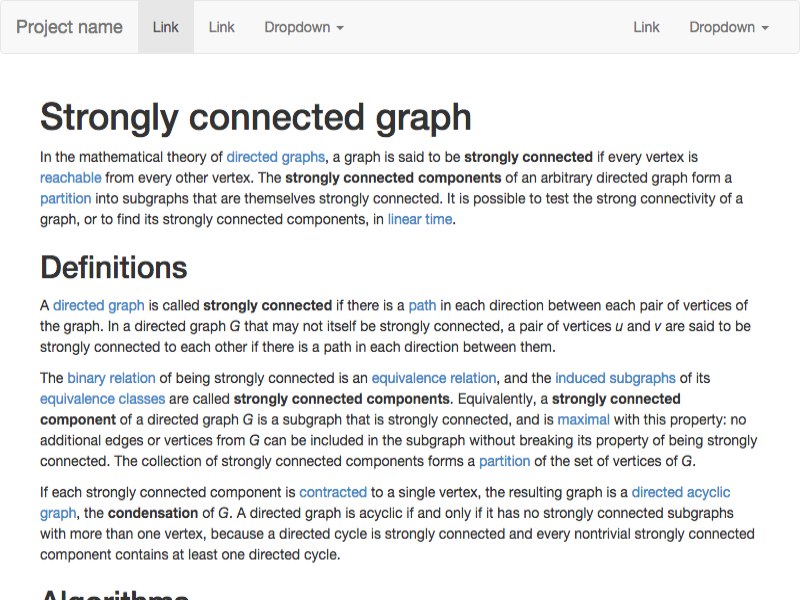 Project name Link Link Dropdown Link Dropdown
Strongly connected graph
In the mathematical theory of directed graphs, a graph is said to be strongly connected if every vertex is
reachable from every other vertex. The strongly connected components of an arbitrary directed graph form a
partition into subgraphs that are themselves strongly connected. It is possible to test the strong connectivity of a
graph, or to find its strongly connected components, in linear time.
Definitions
A directed graph is called strongly connected if there is a path in each direction between each pair of vertices of
the graph. In a directed graph G that may not itself be strongly connected, a pair of vertices u and v are said to be
strongly connected to each other if there is a path in each direction between them.
The binary relation of being strongly connected is an equivalence relation, and the induced subgraphs of its
equivalence classes are called strongly connected components. Equivalently, a strongly connected
component of a directed graph G is a subgraph that is strongly connected, and is maximal with this property: no
additional edges or vertices from G can be included in the subgraph without breaking its property of being strongly
connected. The collection of strongly connected components forms a partition of the set of vertices of G.
If each strongly connected component is contracted to a single vertex, the resulting graph is a directed acyclic
graph, the condensation of G. A directed graph is acyclic if and only if it has no strongly connected subgraphs
with more than one vertex, because a directed cycle is strongly connected and every nontrivial strongly connected
component contains at least one directed cycle.
Algorithms